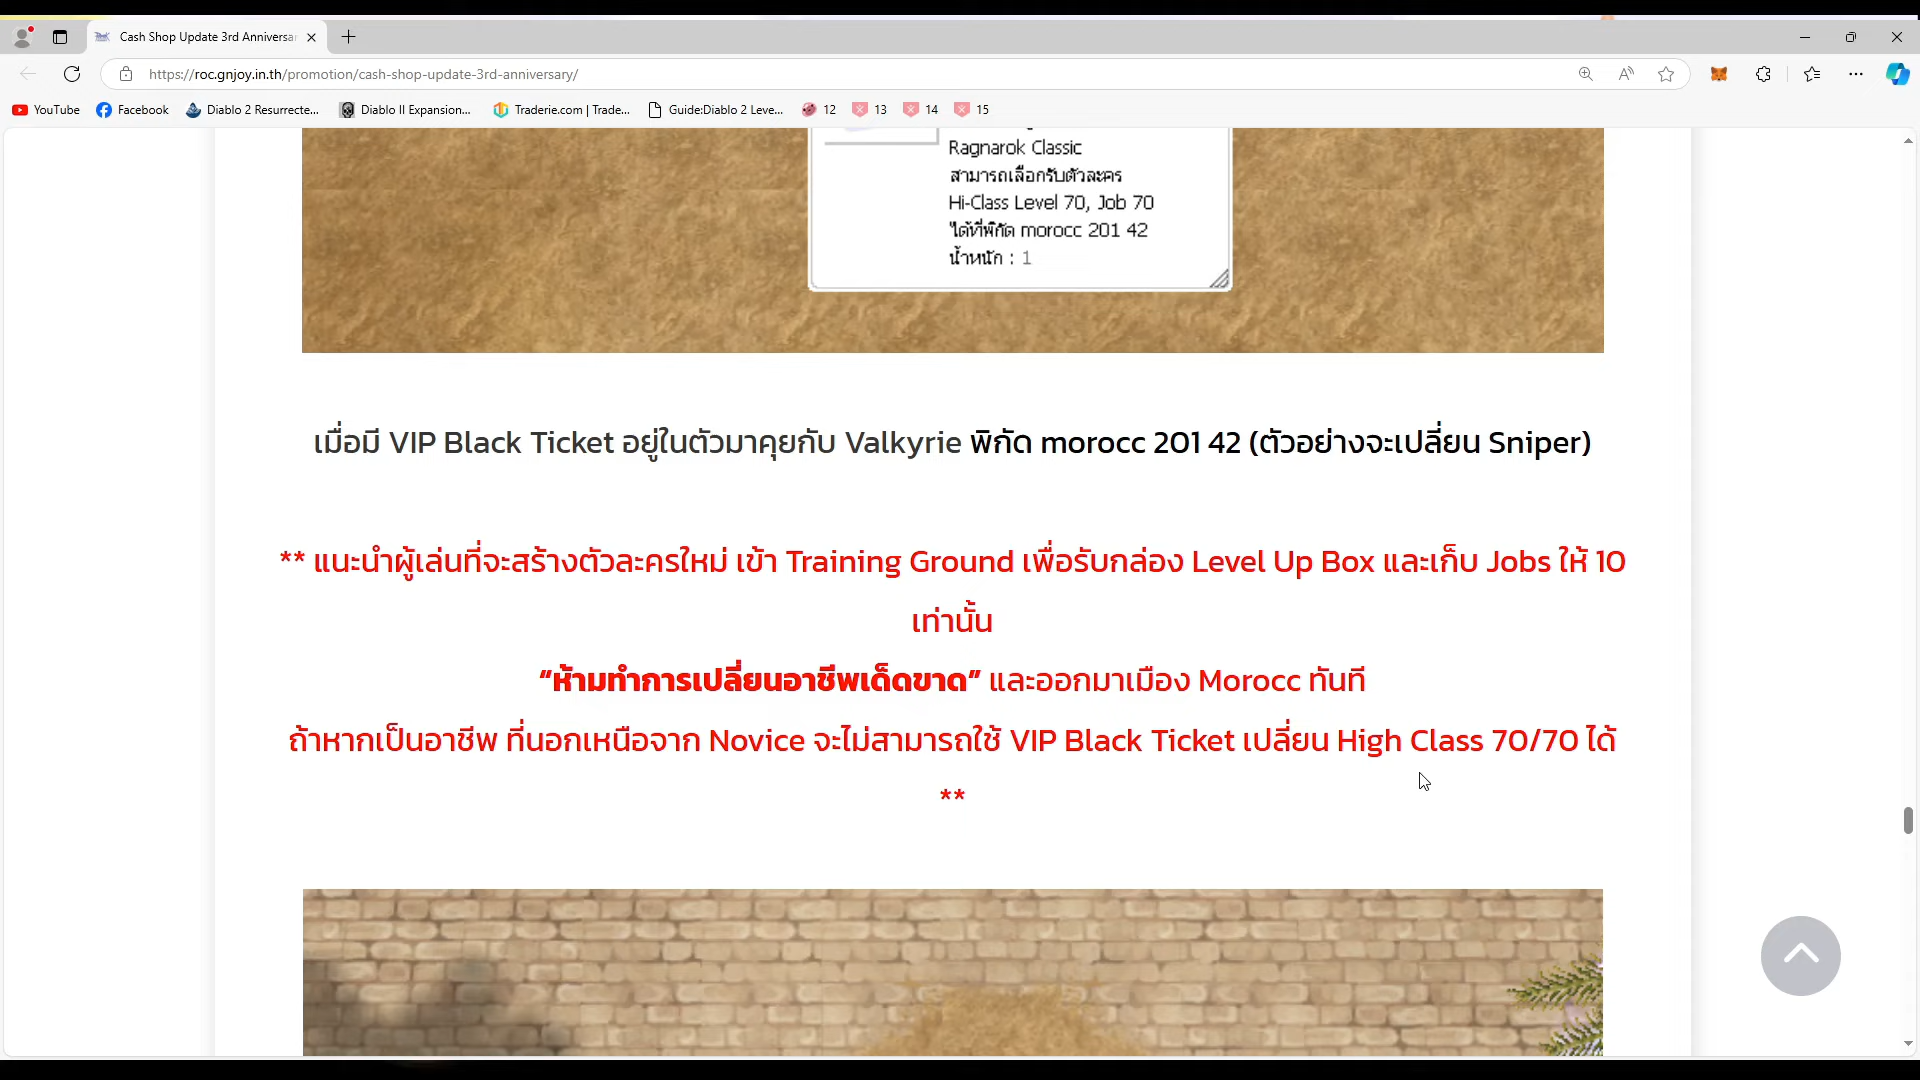 Cash Shop Update 3rd Anniversa
https://roc.gnjoy.in.th/promotion/cash-shop-update-3rd-anniversary/
YouTube
Facebook
Diablo 2 Resurrecte...
Diablo II Expansion...
Traderie.com | Trade...
Guide:Diablo 2 Leve...
12
13
14
15
Ragnarok Classic
สามารถเลือกรับตัวละคร
Hi-Class Level 70, Job 70
ได้ที่พิกัด morocc 201 42
น้ำหนัก : 1
เมื่อมี VIP Black Ticket อยู่ในตัวมาคุยกับ Valkyrie พิกัด morocc 201 42 (ตัวอย่างจะเปลี่ยน Sniper)
** แนะนำผู้เล่นที่จะสร้างตัวละครใหม่ เข้า Training Ground เพื่อรับกล่อง Level Up Box และเก็บ Jobs ให้ 10
เท่านั้น
“ห้ามทำการเปลี่ยนอาชีพเด็ดขาด” และออกมาเมือง Morocc ทันที
ถ้าหากเป็นอาชีพ ที่นอกเหนือจาก Novice จะไม่สามารถใช้ VIP Black Ticket เปลี่ยน High Class 70/70 ได้
**